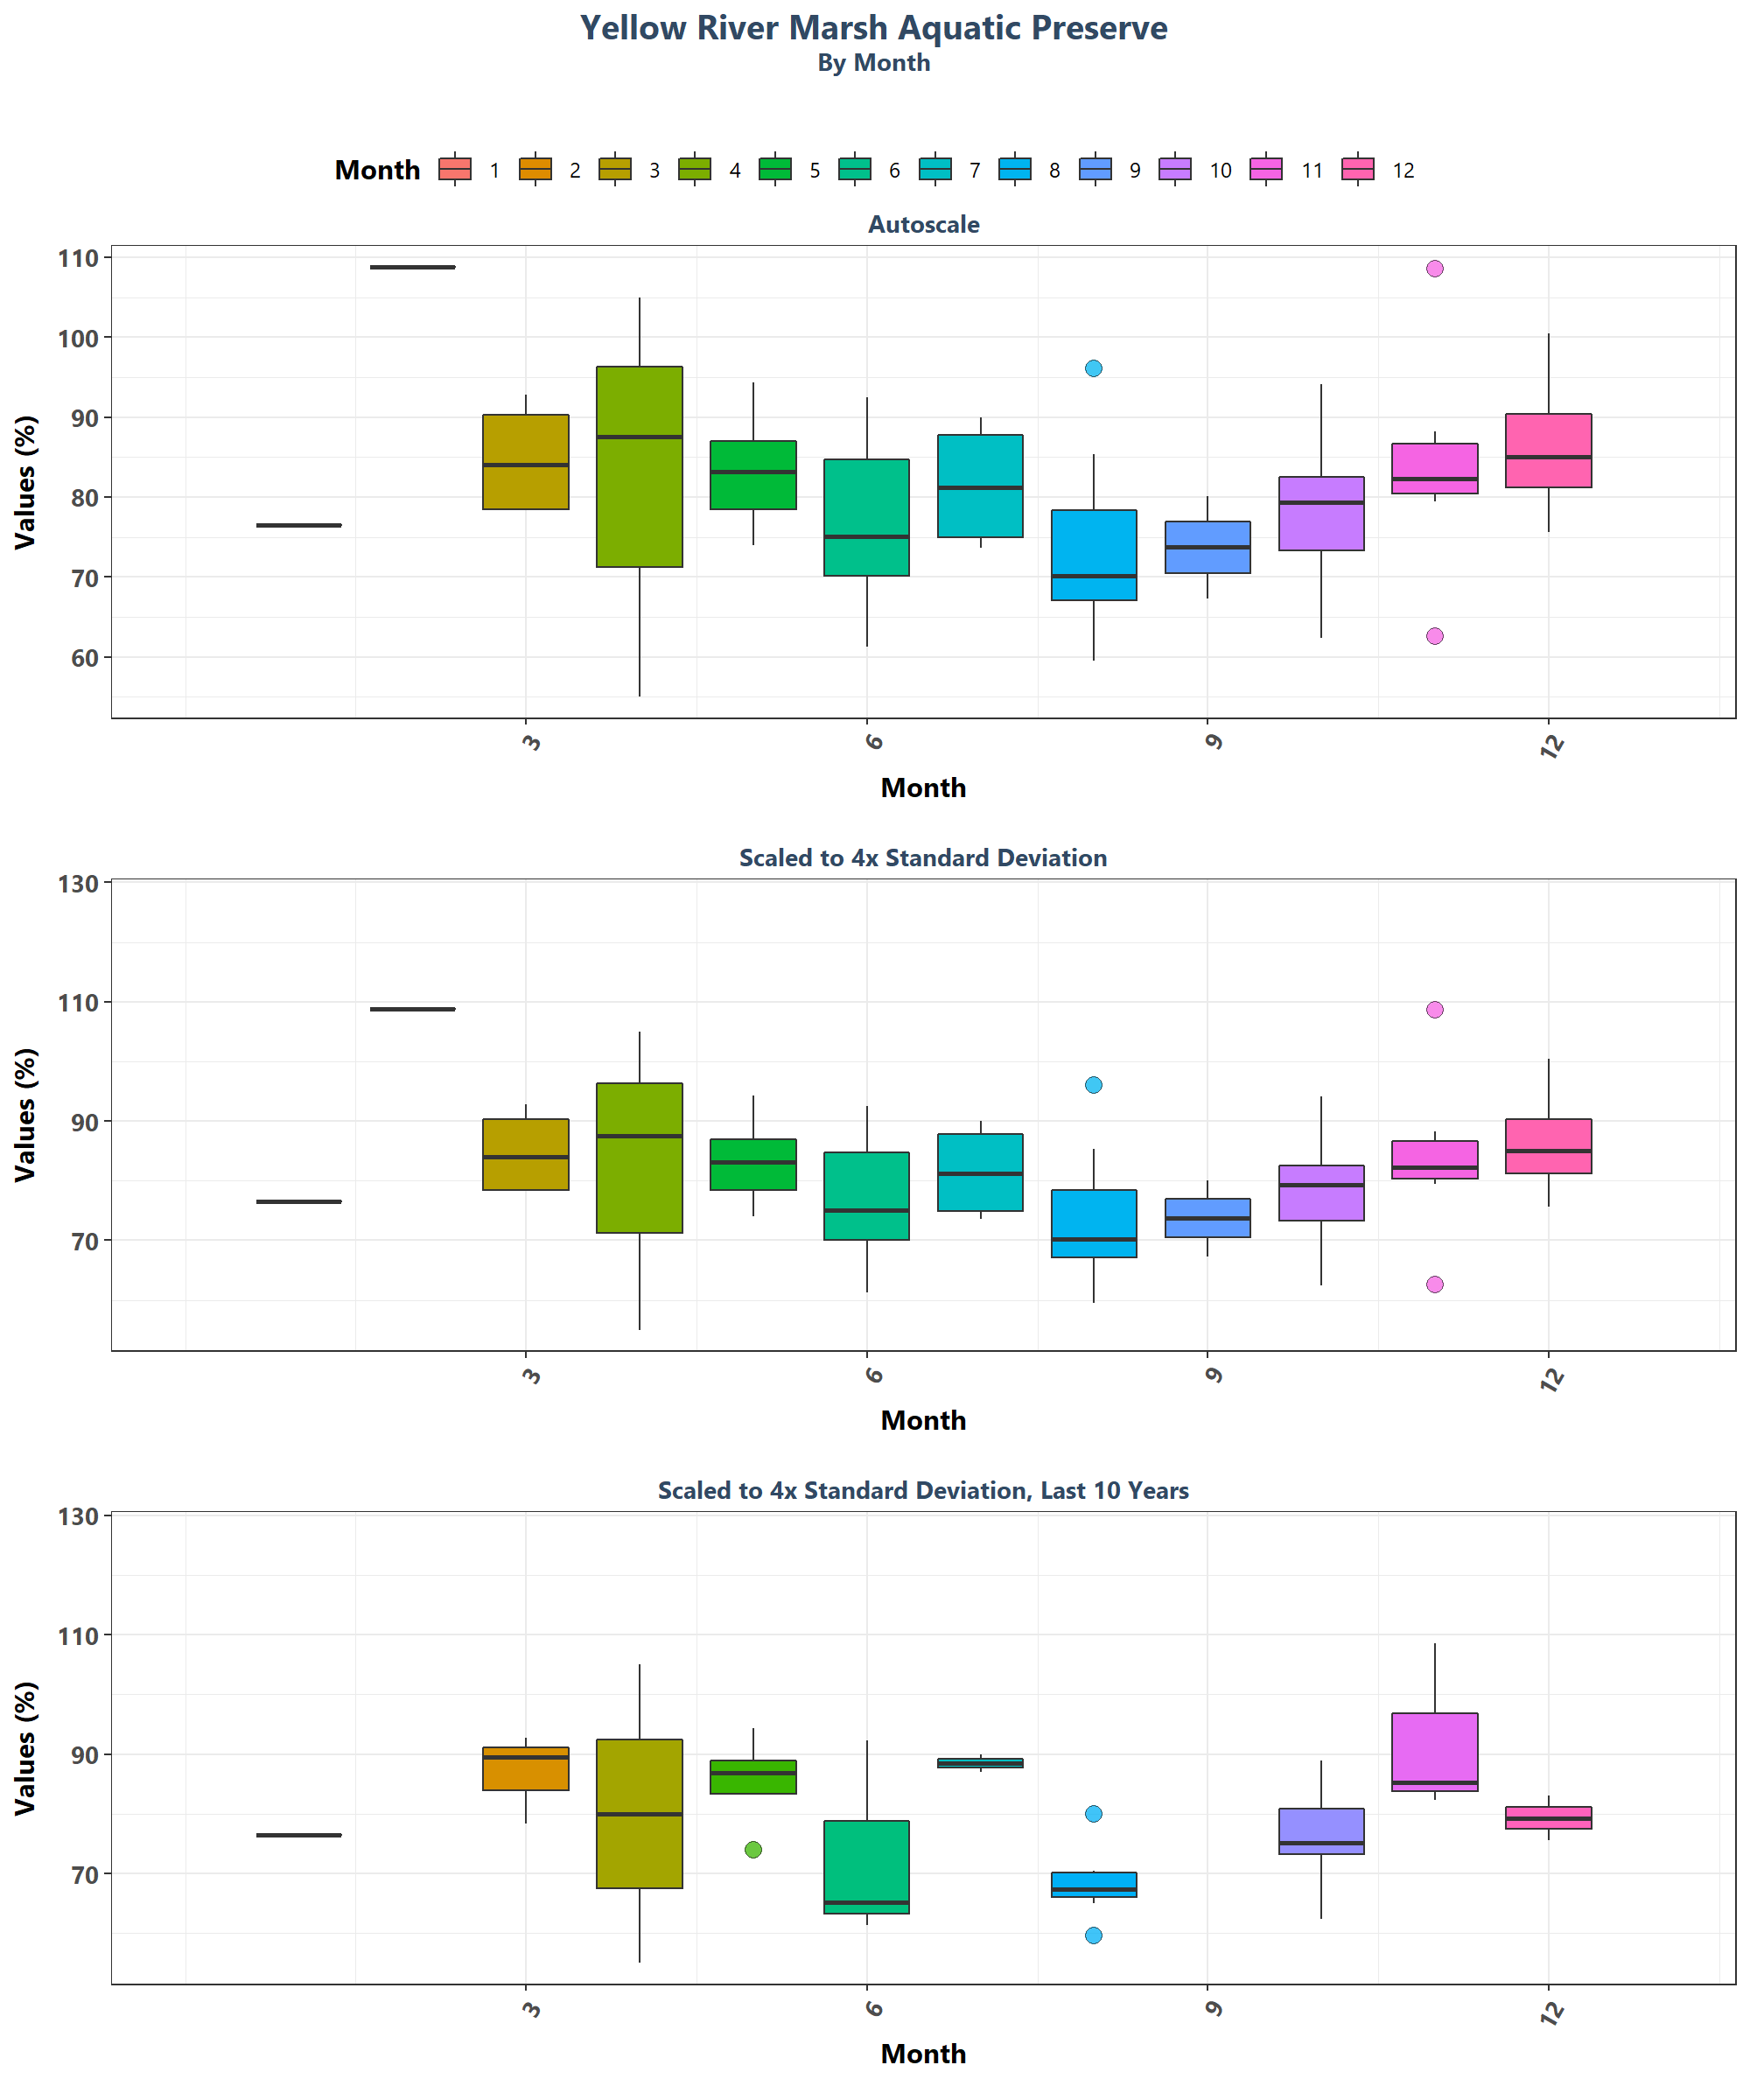 Yellow River Marsh Aquatic Preserve
By Month
Month 1 2 3 4 5 6 7 8 9 10 11 12
Autoscale
110
100
90
80
70
60
Values (%)
3 6 9 12
Month
Scaled to 4x Standard Deviation
130
110
90
70
Values (%)
3 6 9 12
Month
Scaled to 4x Standard Deviation, Last 10 Years
130
110
90
70
Values (%)
3 6 9 12
Month